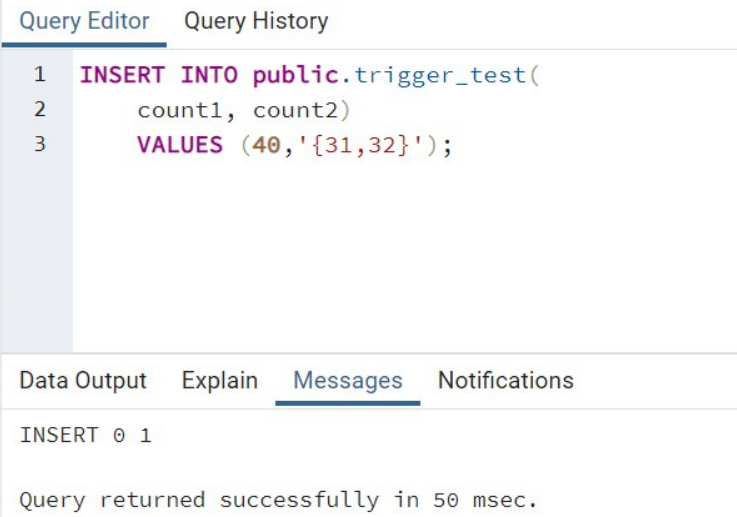 Query Editor Query History
1 INSERT INTO public.trigger_test(
2 count1, count2)
3 VALUES (40,'{31,32}');
Data Output Explain Messages Notifications
INSERT 0 1
Query returned successfully in 50 msec.